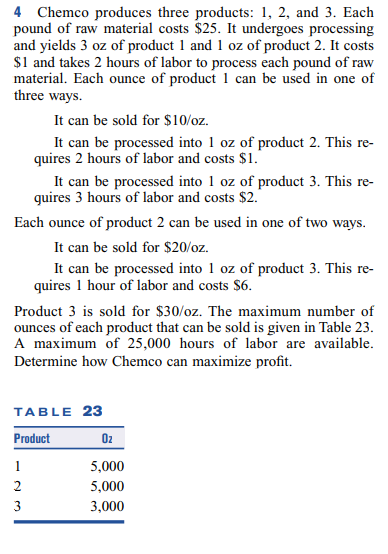 4 Chemco produces three products: 1, 2, and 3. Each
pound of raw material costs $25. It undergoes processing
and yields 3 oz of product 1 and 1 oz of product 2. It costs
$1 and takes 2 hours of labor to process each pound of raw
material. Each ounce of product 1 can be used in one of
three ways.
It can be sold for $10/oz.
It can be processed into 1 oz of product 2. This re-
quires 2 hours of labor and costs $1.
It can be processed into 1 oz of product 3. This re-
quires 3 hours of labor and costs $2.
Each ounce of product 2 can be used in one of two ways.
It can be sold for $20/oz.
It can be processed into 1 oz of product 3. This re-
quires 1 hour of labor and costs $6.
Product 3 is sold for $30/oz. The maximum number of
ounces of each product that can be sold is given in Table 23.
A maximum of 25,000 hours of labor are available.
Determine how Chemco can maximize profit.
TABLE 23
Product Oz
1 5,000
2 5,000
3 3,000